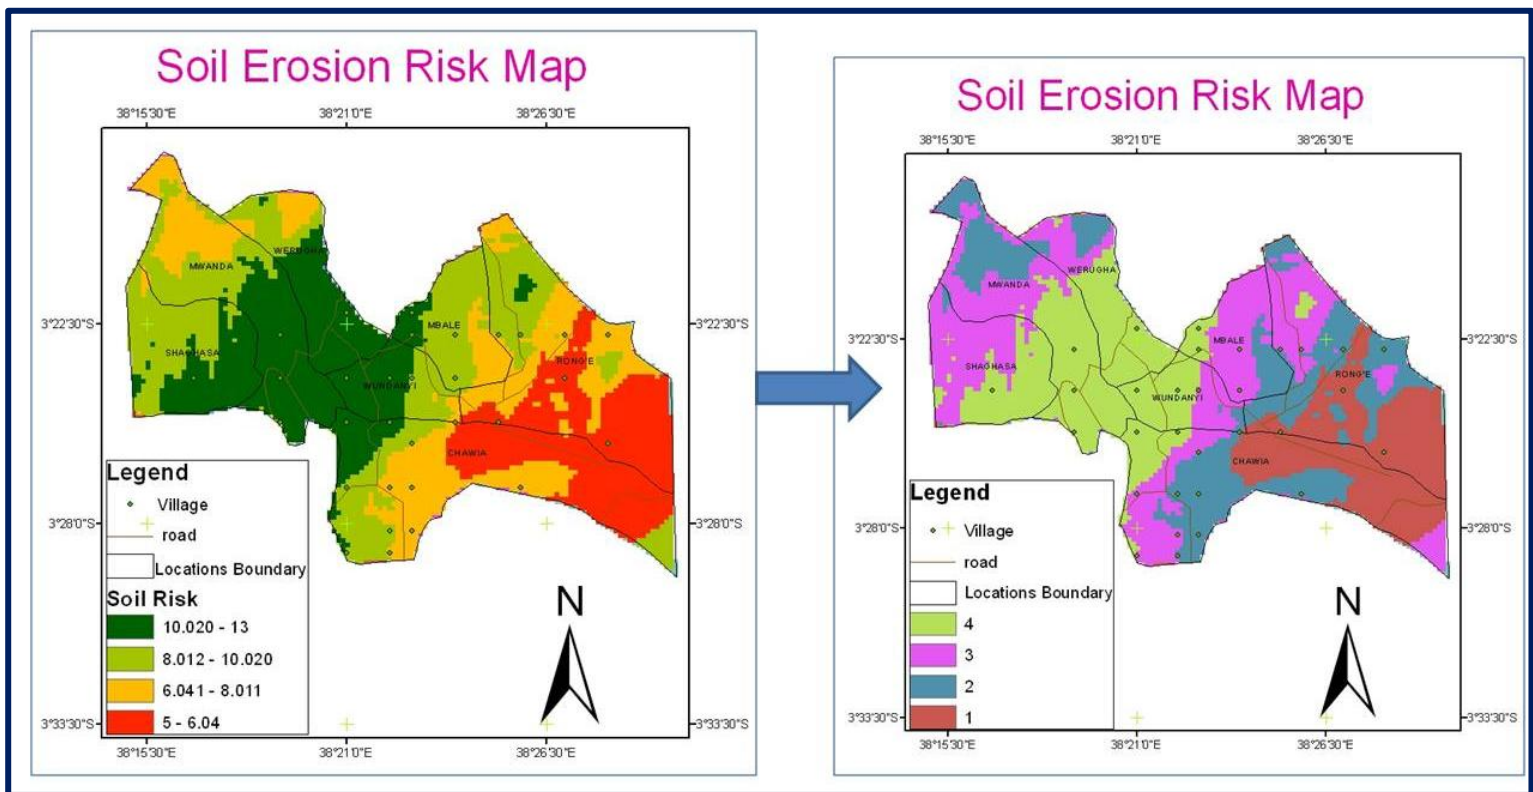 Soil Erosion Risk Map
38°15'30"E 38°21'0"E 38°26'30"E
WERUGHA
MWANDA
3°22'30"S 3°22'30"S
MBALE
SHAGHASA
RONG'E
WUNDANYI
CHAWIA
Legend
Village
road
Locations Boundary
Soil Risk
10.020 - 13
8.012 - 10.020
6.041 - 8.011
5 - 6.04
3°28'0"S 3°28'0"S
N
3°33'30"S 3°33'30"S
38°15'30"E 38°21'0"E 38°26'30"E
Soil Erosion Risk Map
38°15'30"E 38°21'0"E 38°26'30"E
WERUGHA
MWANDA
3°22'30"S 3°22'30"S
MBALE
SHAGHASA
RONG'E
WUNDANYI
CHAWIA
Legend
Village
road
Locations Boundary
4
3
2
1
3°28'0"S 3°28'0"S
N
3°33'30"S 3°33'30"S
38°15'30"E 38°21'0"E 38°26'30"E